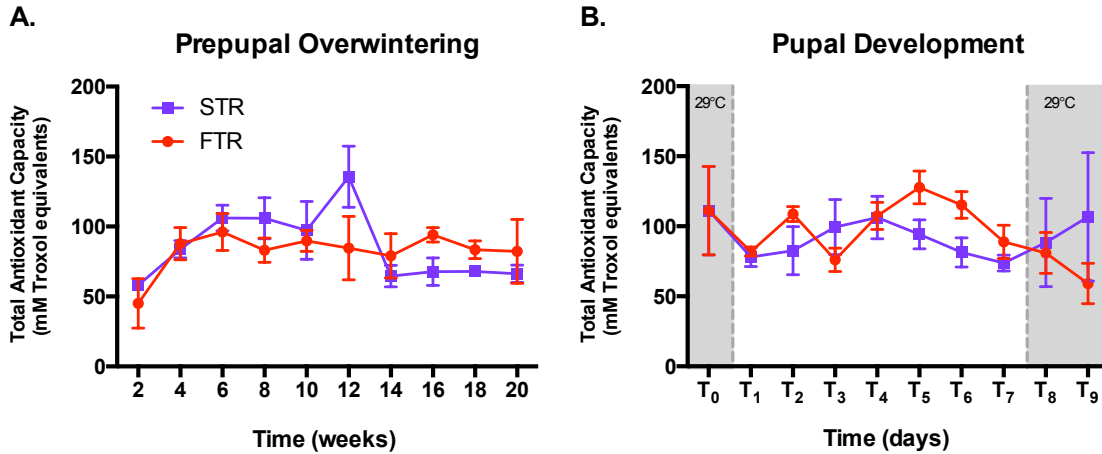 A.
Prepupal Overwintering
Total Antioxidant Capacity
(mM Troxol equivalents)
200
150
100
50
0
STR
FTR
2 4 6 8 10 12 14 16 18 20
Time (weeks)
B.
Pupal Development
Total Antioxidant Capacity
(mM Troxol equivalents)
200
150
100
50
0
29°C
29°C
T0 T1 T2 T3 T4 T5 T6 T7 T8 T9
Time (days)